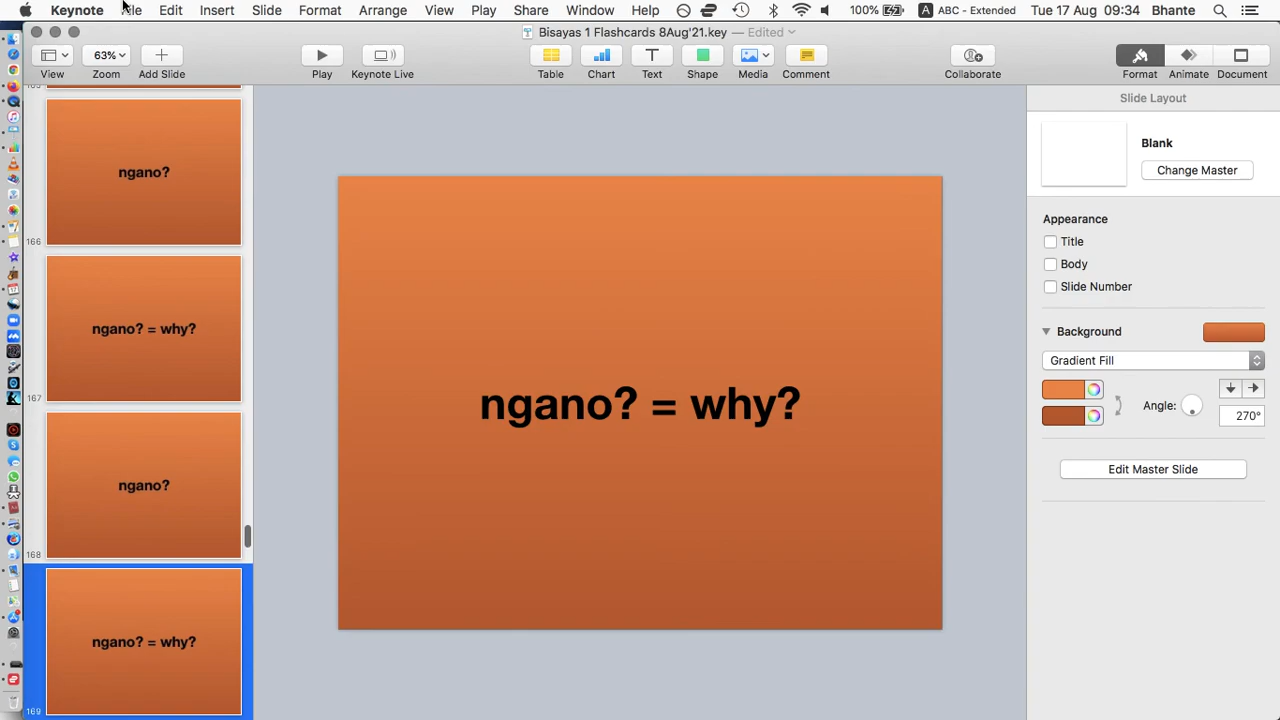 Keynote File Edit Insert Slide Format Arrange View Play Share Window Help 100% A ABC - Extended Tue 17 Aug 09:34 Bhante
Bisayas 1 Flashcards 8Aug'21.key — Edited
63%
View Zoom Add Slide Play Keynote Live Table Chart Text Shape Media Comment Collaborate Format Animate Document
Slide Layout
Blank
Change Master
Appearance
Title
Body
Slide Number
Background
Gradient Fill
Angle:
270°
Edit Master Slide
ngano?
166
ngano? = why?
167
ngano?
168
ngano? = why?
169
ngano? = why?